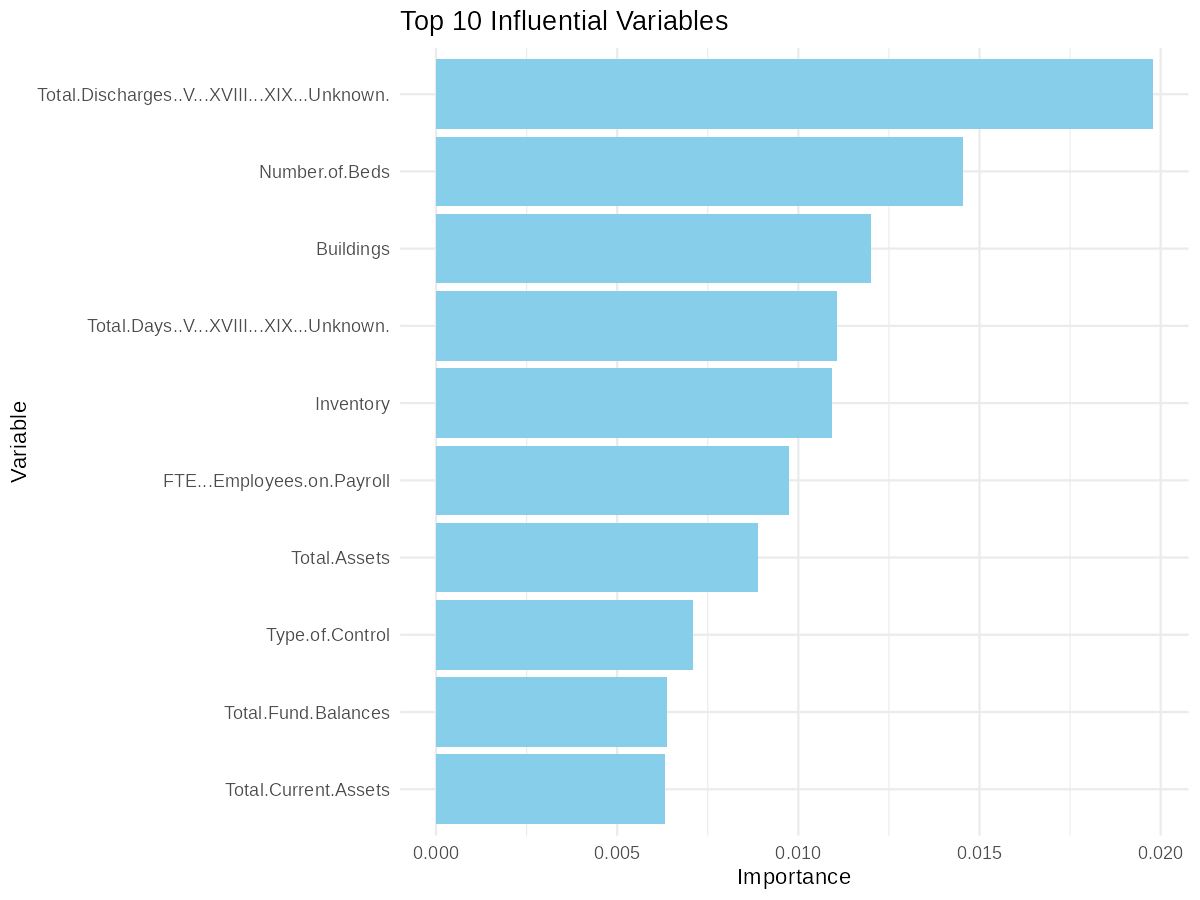 Top 10 Influential Variables
Total.Discharges..V...XVIII...XIX...Unknown.
Number.of.Beds
Buildings
Total.Days..V...XVIII...XIX...Unknown.
Inventory
FTE...Employees.on.Payroll
Total.Assets
Type.of.Control
Total.Fund.Balances
Total.Current.Assets
Variable
0.000 0.005 0.010 0.015 0.020
Importance